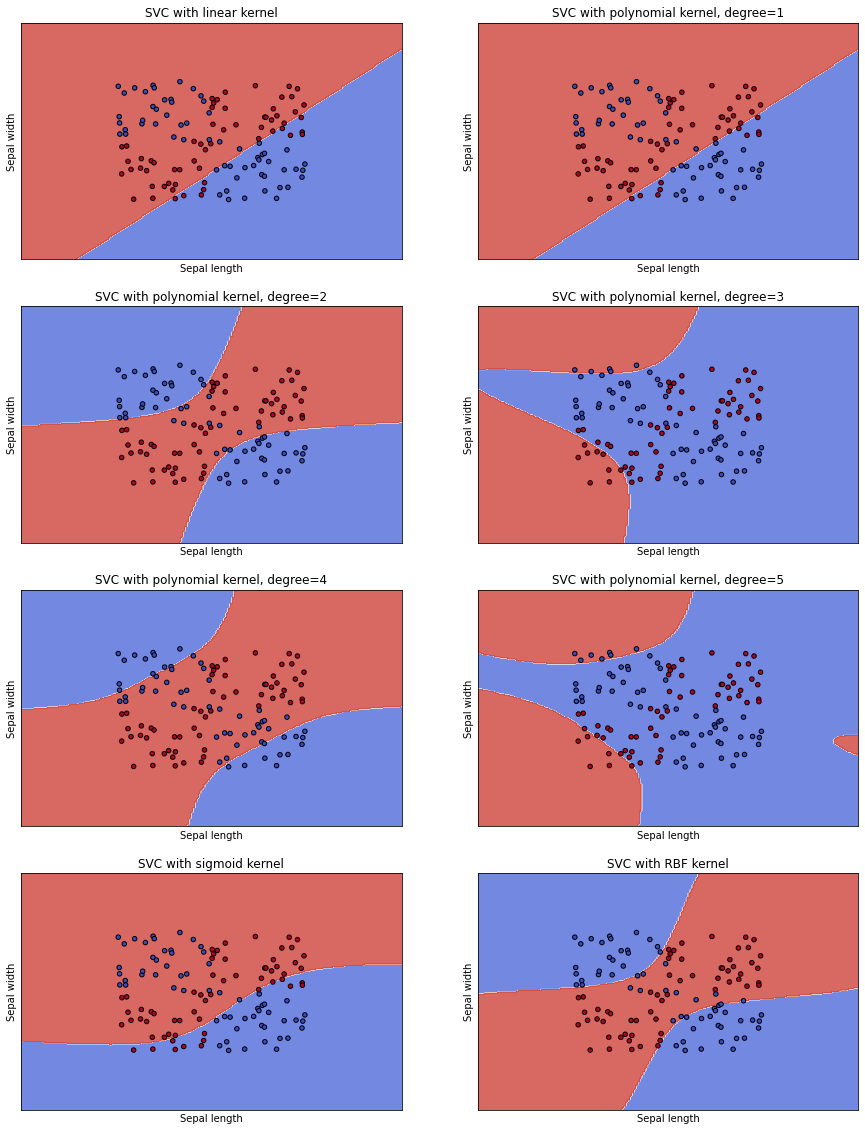 SVC with linear kernel
Sepal width
Sepal length
SVC with polynomial kernel, degree=1
Sepal width
Sepal length
SVC with polynomial kernel, degree=2
Sepal width
Sepal length
SVC with polynomial kernel, degree=3
Sepal width
Sepal length
SVC with polynomial kernel, degree=4
Sepal width
Sepal length
SVC with polynomial kernel, degree=5
Sepal width
Sepal length
SVC with sigmoid kernel
Sepal width
Sepal length
SVC with RBF kernel
Sepal width
Sepal length